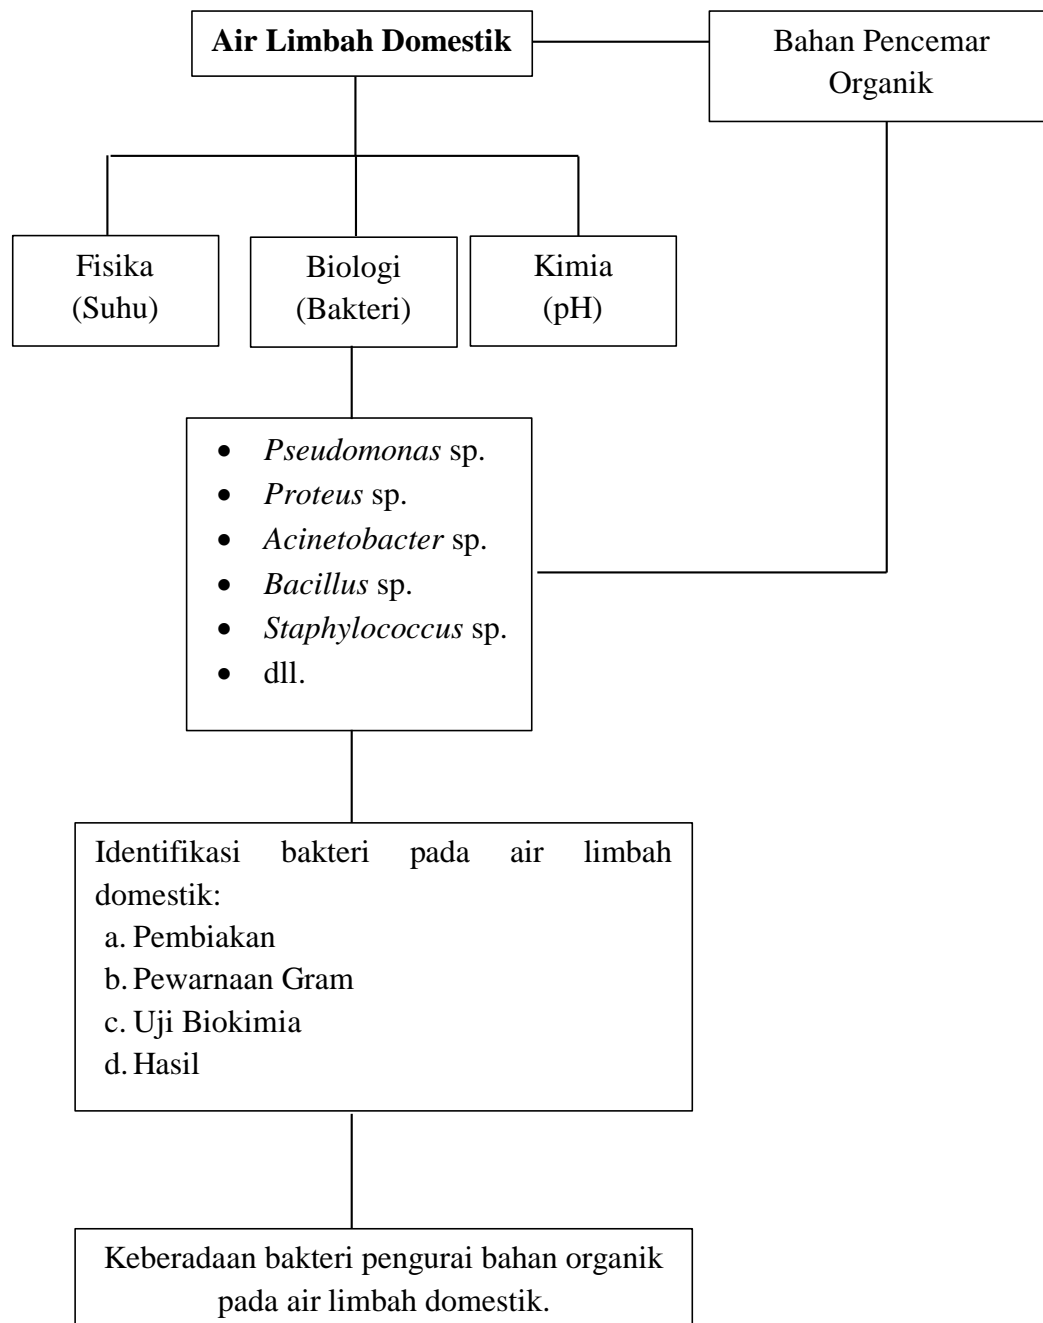 Air Limbah Domestik
Bahan Pencemar
Organik
Fisika
(Suhu)
Biologi
(Bakteri)
Kimia
(pH)
• Pseudomonas sp.
• Proteus sp.
• Acinetobacter sp.
• Bacillus sp.
• Staphylococcus sp.
• dll.
Identifikasi bakteri pada air limbah
domestik:
a. Pembiakan
b. Pewarnaan Gram
c. Uji Biokimia
d. Hasil
Keberadaan bakteri pengurai bahan organik
pada air limbah domestik.